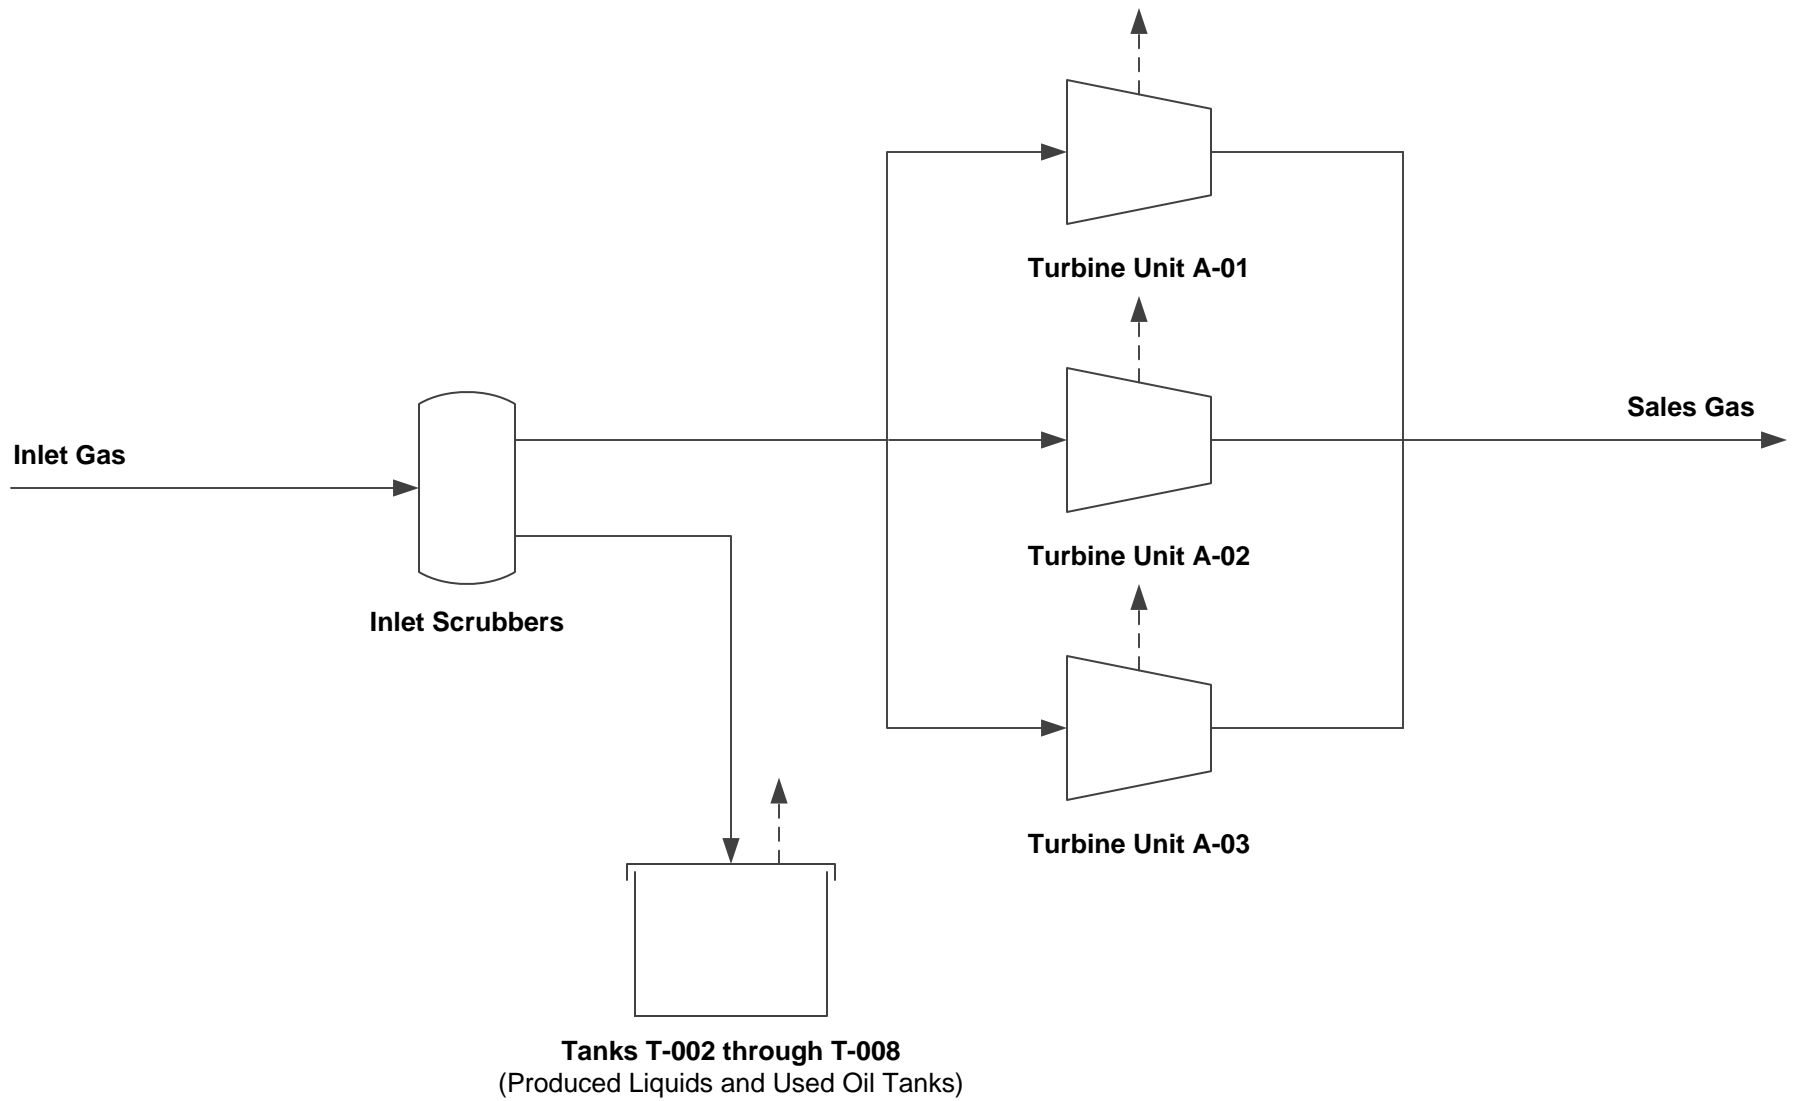 Turbine Unit A-01
Sales Gas
Inlet Gas
Turbine Unit A-02
Inlet Scrubbers
Turbine Unit A-03
Tanks T-002 through T-008
(Produced Liquids and Used Oil Tanks)